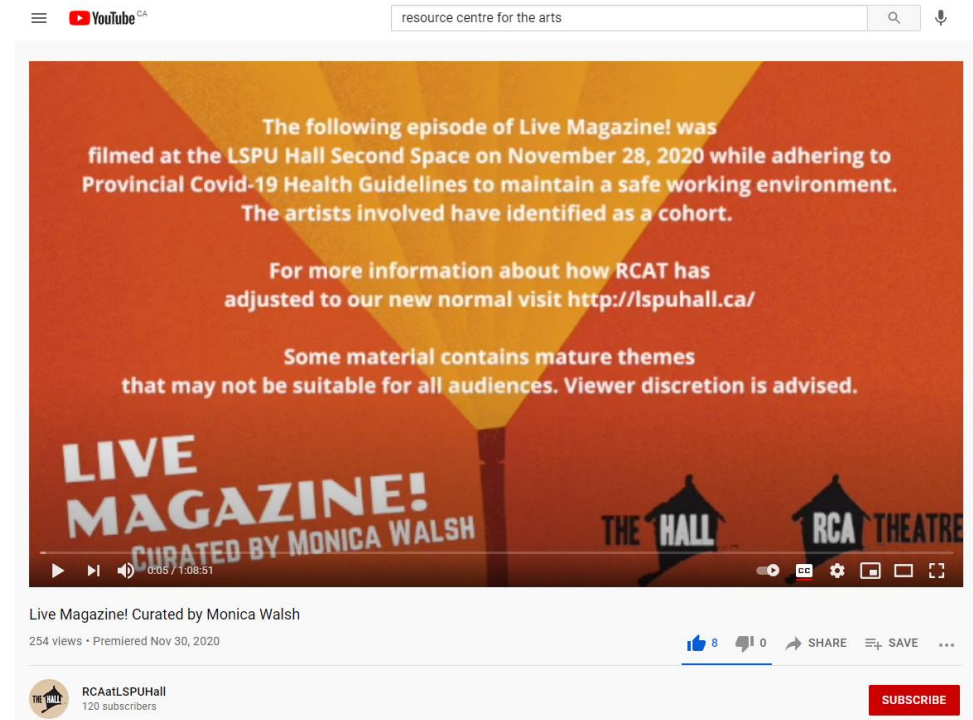 YouTube CA
resource centre for the arts
The following episode of Live Magazine! was
filmed at the LSPU Hall Second Space on November 28, 2020 while adhering to
Provincial Covid-19 Health Guidelines to maintain a safe working environment.
The artists involved have identified as a cohort.
For more information about how RCAT has
adjusted to our new normal visit http://lspuhall.ca/
Some material contains mature themes
that may not be suitable for all audiences. Viewer discretion is advised.
LIVE
MAGAZINE!
CURATED BY MONICA WALSH
THE HALL
RCA THEATRE
0:05 / 1:08:51
CC
Live Magazine! Curated by Monica Walsh
254 views • Premiered Nov 30, 2020
8
0
SHARE
SAVE
THE HALL
RCAatLSPUHall
120 subscribers
SUBSCRIBE